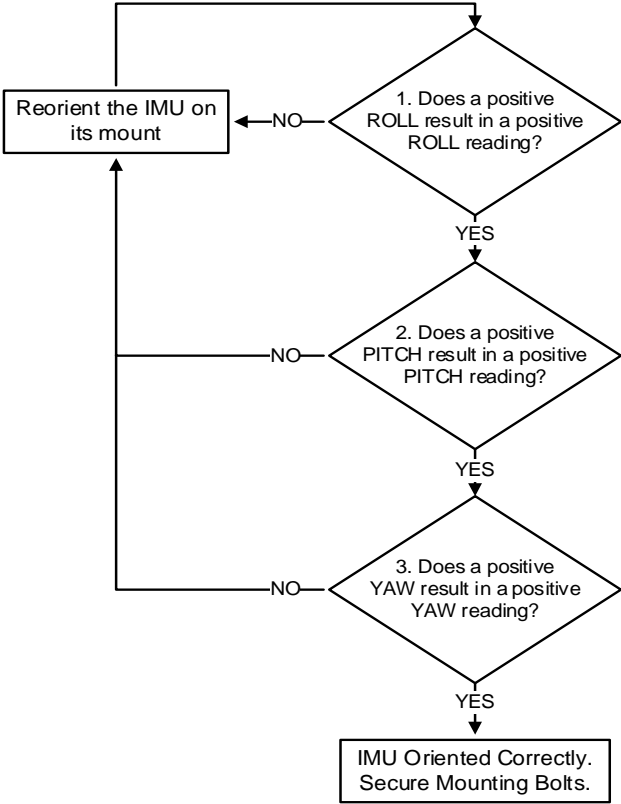 Reorient the IMU on
its mount
NO
1. Does a positive
ROLL result in a positive
ROLL reading?
YES
NO
2. Does a positive
PITCH result in a positive
PITCH reading?
YES
NO
3. Does a positive
YAW result in a positive
YAW reading?
YES
IMU Oriented Correctly.
Secure Mounting Bolts.